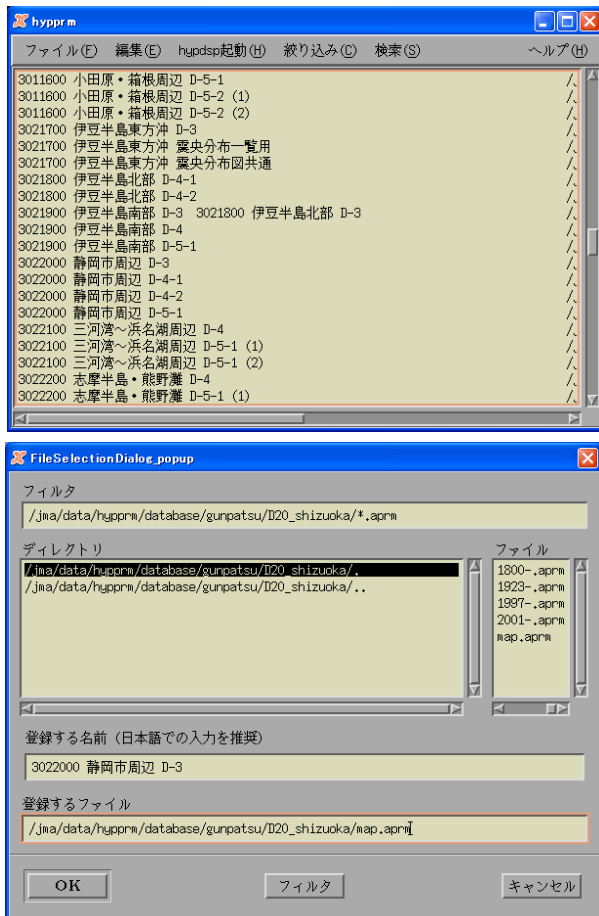 hypprm
ファイル(F) 編集(E) hypdsp起動(H) 絞り込み(C) 検索(S) ヘルプ(H)
3011600 小田原・箱根周辺 D-5-1 /
3011600 小田原・箱根周辺 D-5-2 (1) /
3011600 小田原・箱根周辺 D-5-2 (2) /
3021700 伊豆半島東方沖 D-3 /
3021700 伊豆半島東方沖 震央分布一覧用 /
3021700 伊豆半島東方沖 震央分布図共通 /
3021800 伊豆半島北部 D-4-1 /
3021800 伊豆半島北部 D-4-2 /
3021900 伊豆半島南部 D-3 3021800 伊豆半島北部 D-3 /
3021900 伊豆半島南部 D-4 /
3021900 伊豆半島南部 D-5-1 /
3022000 静岡市周辺 D-3 /
3022000 静岡市周辺 D-4-1 /
3022000 静岡市周辺 D-4-2 /
3022000 静岡市周辺 D-5-1 /
3022100 三河湾～浜名湖周辺 D-4 /
3022100 三河湾～浜名湖周辺 D-5-1 (1) /
3022100 三河湾～浜名湖周辺 D-5-1 (2) /
3022200 志摩半島・熊野灘 D-4 /
3022200 志摩半島・熊野灘 D-5-1 (1) /
FileSelectionDialog_popup
フィルタ
/jma/data/hypprm/database/gunpatsu/D20_shizuoka/*.aprm
ディレクトリ ファイル
/jma/data/hypprm/database/gunpatsu/D20_shizuoka/. 1800-.aprm
/jma/data/hypprm/database/gunpatsu/D20_shizuoka/.. 1923-.aprm
1997-.aprm
2001-.aprm
map.aprm
登録する名前（日本語での入力を推奨）
3022000 静岡市周辺 D-3
登録するファイル
/jma/data/hypprm/database/gunpatsu/D20_shizuoka/map.aprm
OK フィルタ キャンセル